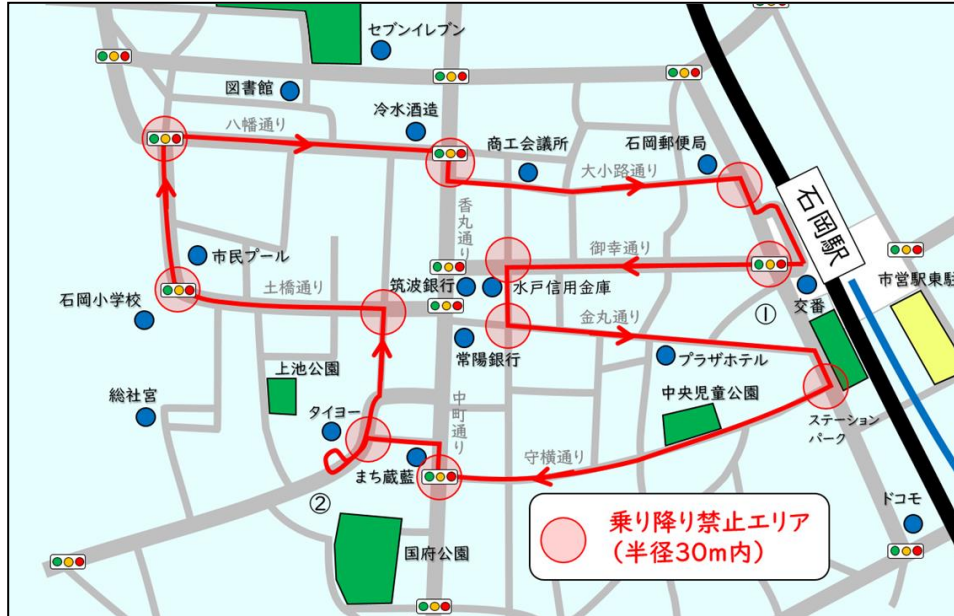 セブンイレブン
図書館
冷水酒造
八幡通り
商工会議所
石岡郵便局
大小路通り
石岡駅
香丸通り
御幸通り
市民プール
土橋通り
筑波銀行
水戸信用金庫
①
交番
市営駅東駐
石岡小学校
金丸通り
常陽銀行
プラザホテル
上池公園
中央児童公園
ステーション
パーク
総社宮
タイヨー
中町通り
まち蔵藍
守横通り
②
国府公園
ドコモ
乗り降り禁止エリア
(半径30m内)